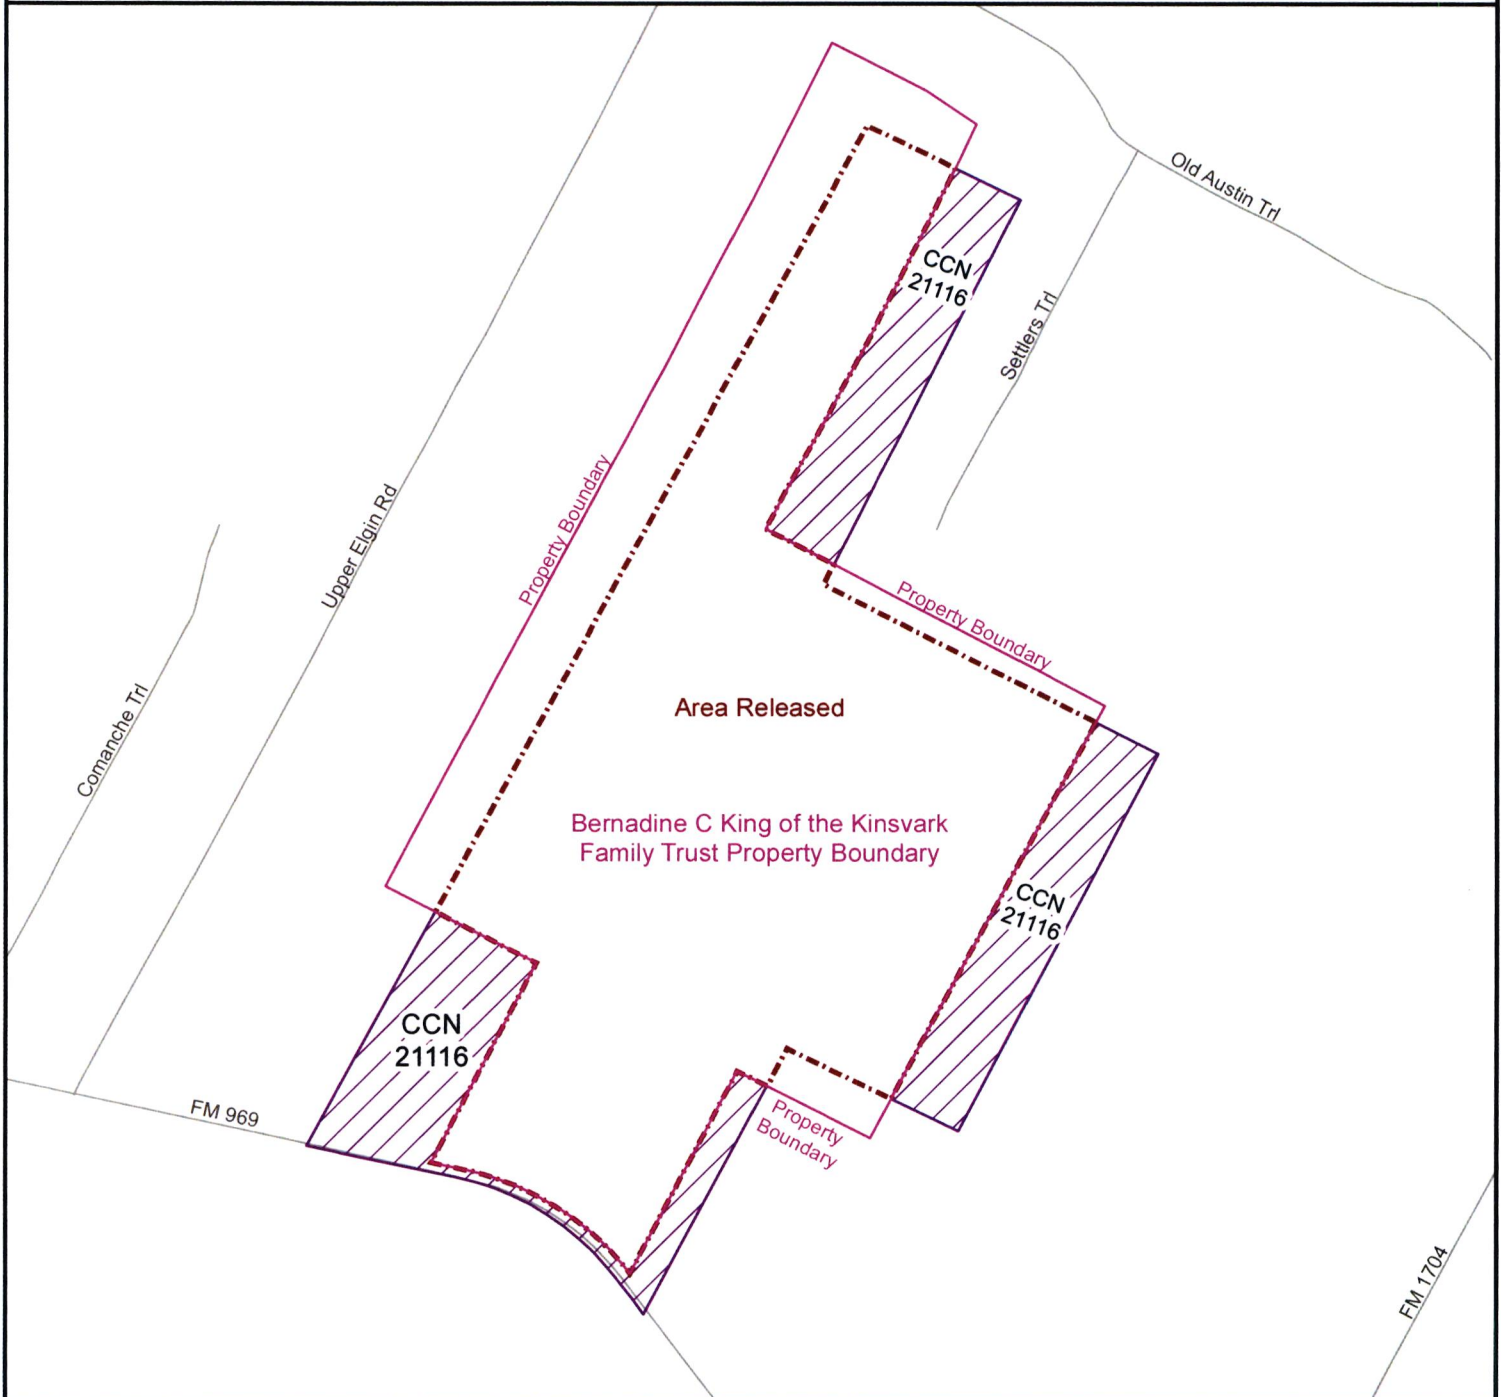 Old Austin Trl
CCN
21116
Settlers Trl
Property Boundary
Upper Elgin Rd
Property Boundary
Comanche Trl
Area Released
Bernadine C King of the Kinsvark
Family Trust Property Boundary
CCN
21116
CCN
21116
FM 969
Property
Boundary
FM 1704